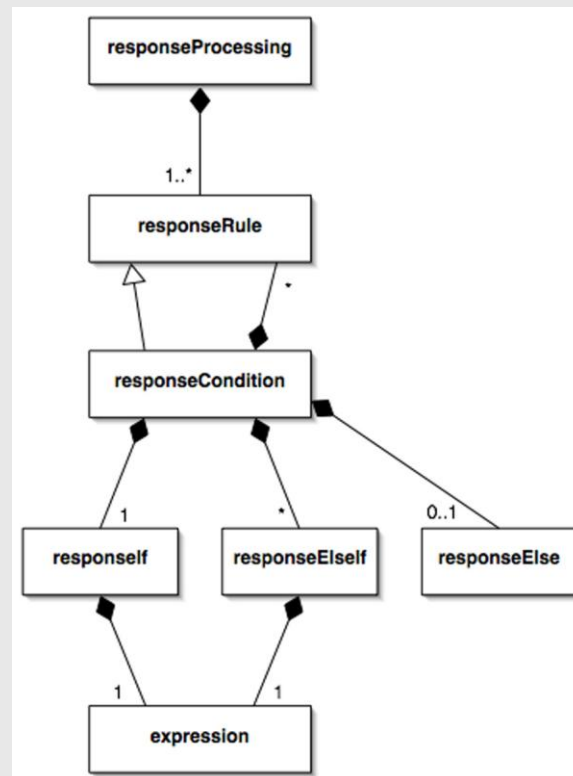 responseProcessing
1..*
responseRule
*
responseCondition
1
*
0..1
responseIf
responseElseIf
responseElse
1
1
expression